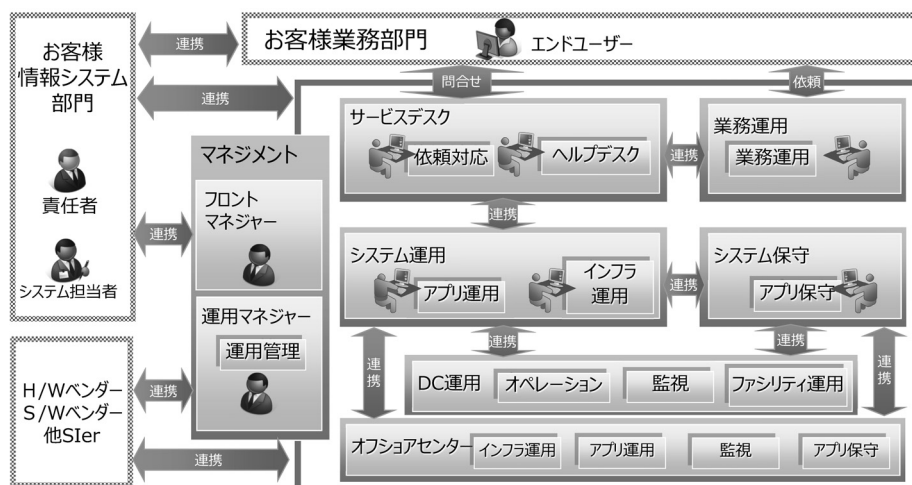 お客様
情報システム
部門
責任者
システム担当者
連携
連携
連携
お客様業務部門
エンドユーザー
問合せ
依頼
マネジメント
フロント
マネジャー
運用マネジャー
運用管理
サービスデスク
依頼対応
ヘルプデスク
連携
業務運用
業務運用
連携
システム運用
アプリ運用
インフラ
運用
連携
システム保守
アプリ保守
連携
連携
連携
連携
DC運用
オペレーション
監視
ファシリティ運用
H/Wベンダー
S/Wベンダー
他SIer
連携
連携
オフショアセンター
インフラ運用
アプリ運用
監視
アプリ保守